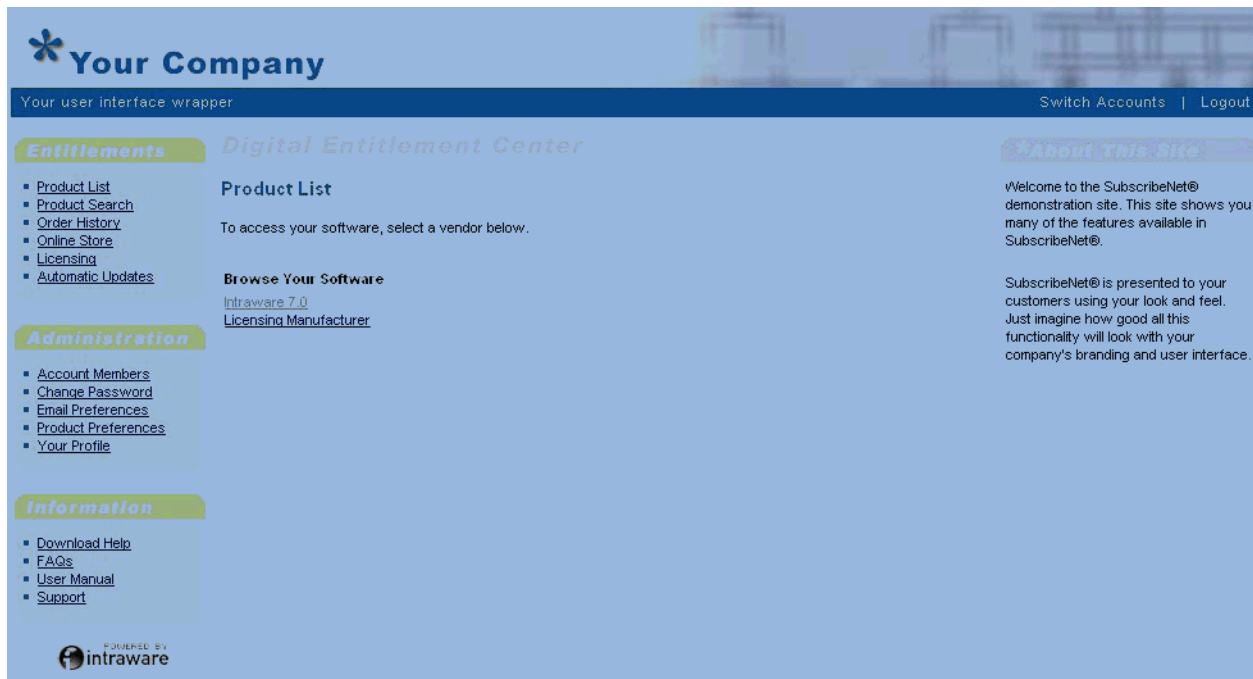 *Your Company
Your user interface wrapper
Switch Accounts | Logout
Entitlements
Product List
Product Search
Order History
Online Store
Licensing
Automatic Updates
Administration
Account Members
Change Password
Email Preferences
Product Preferences
Your Profile
Information
Download Help
FAQs
User Manual
Support
POWERED BY
intraware
Digital Entitlement Center
Product List
To access your software, select a vendor below.
Browse Your Software
Intraware 7.0
Licensing Manufacturer
*About This Site
Welcome to the SubscribeNet®
demonstration site. This site shows you
many of the features available in
SubscribeNet®.
SubscribeNet® is presented to your
customers using your look and feel.
Just imagine how good all this
functionality will look with your
company's branding and user interface.